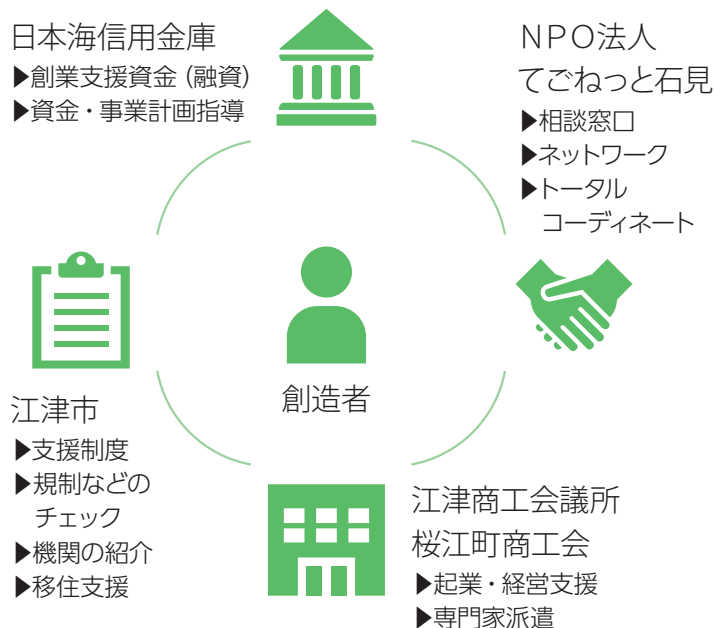 日本海信用金庫
▶創業支援資金（融資）
▶資金・事業計画指導
NPO法人
てごねっと石見
▶相談窓口
▶ネットワーク
▶トータル
コーディネート
創造者
江津市
▶支援制度
▶規制などの
チェック
▶機関の紹介
▶移住支援
江津商工会議所
桜江町商工会
▶起業・経営支援
▶専門家派遣